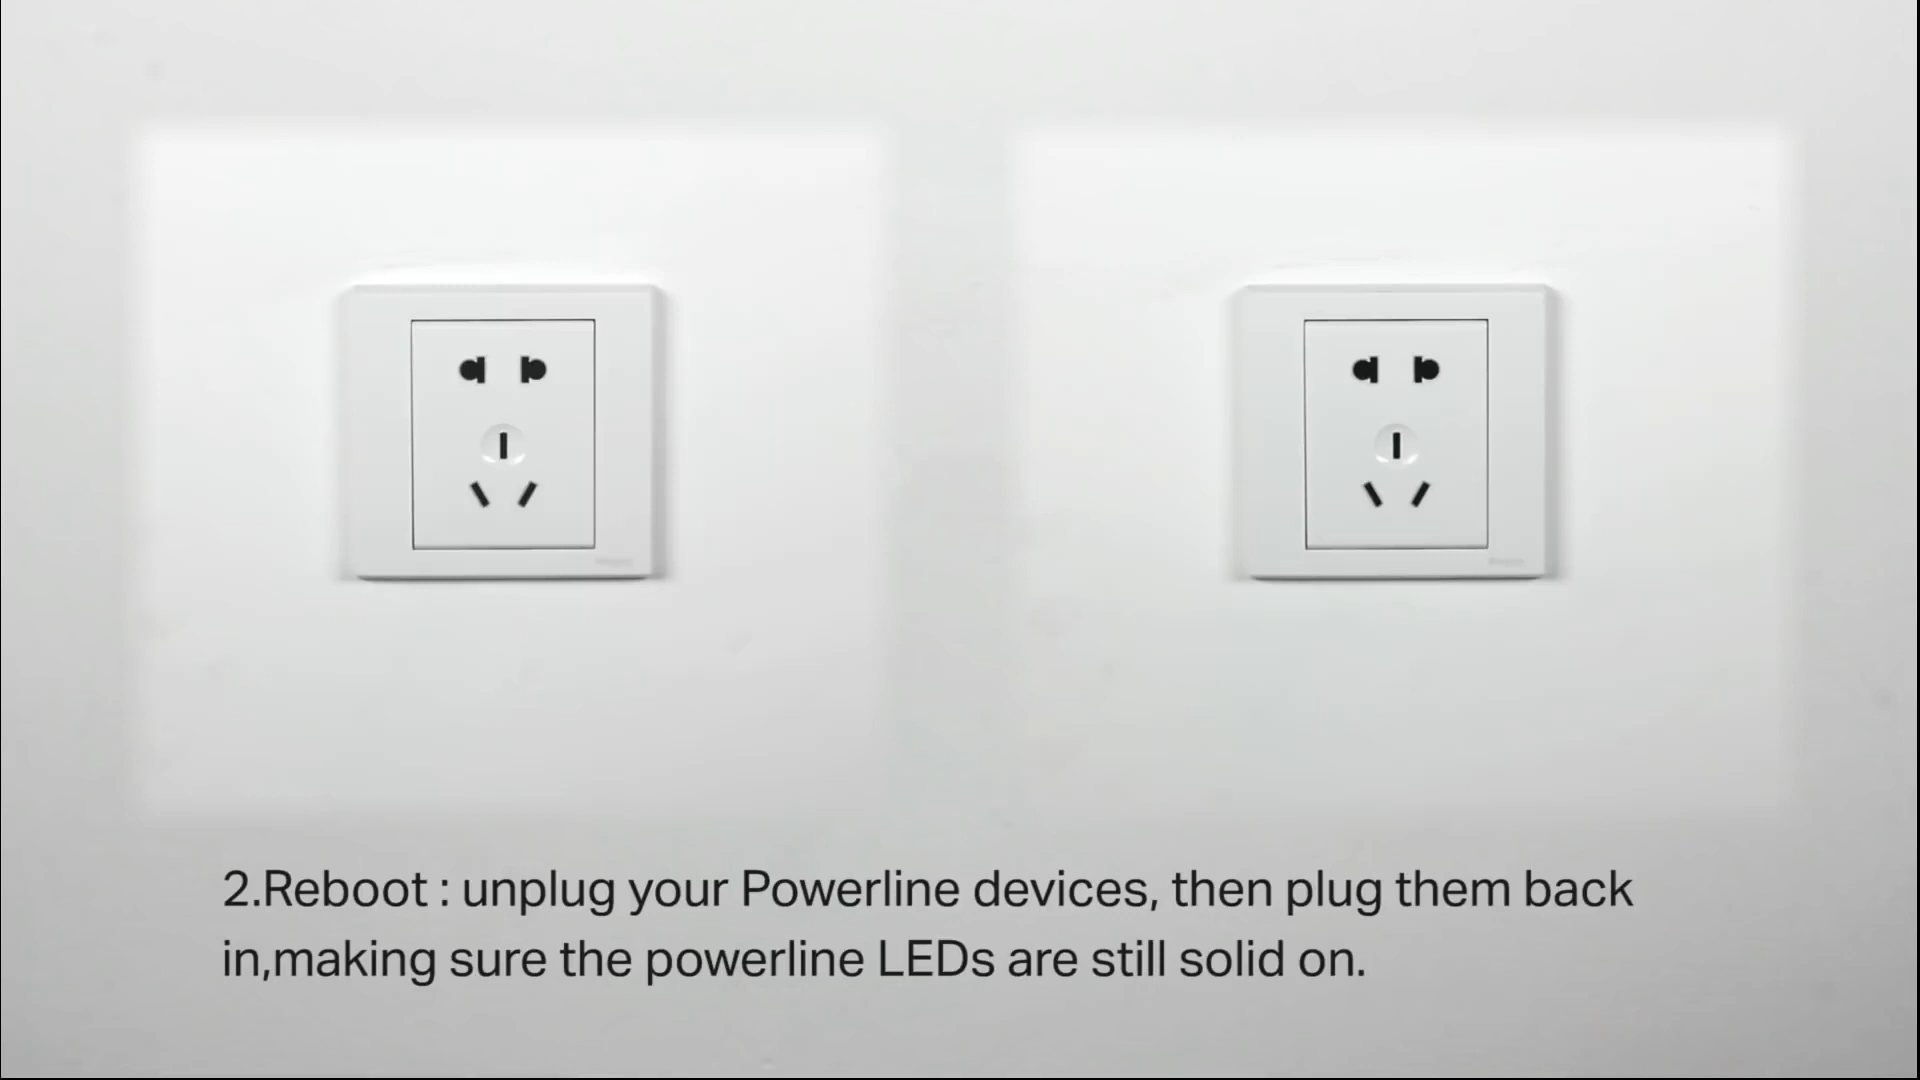 2.Reboot : unplug your Powerline devices, then plug them back
in,making sure the powerline LEDs are still solid on.